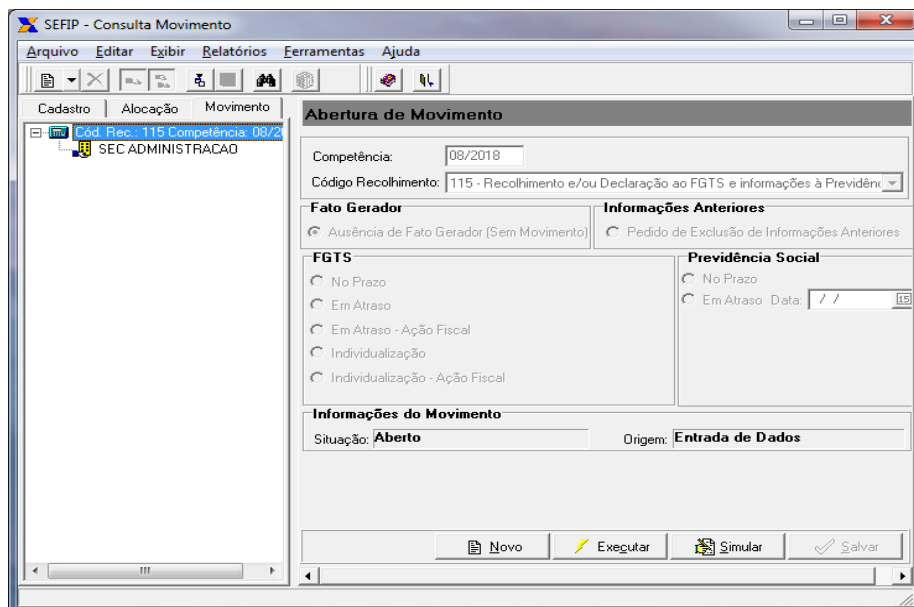 SEFIP - Consulta Movimento
Arquivo Editar Exibir Relatórios Ferramentas Ajuda
Cadastro Alocação Movimento
Cód. Rec.: 115 Competência: 08/2
SEC ADMINISTRACAO
Abertura de Movimento
Competência: 08/2018
Código Recolhimento: 115 - Recolhimento e/ou Declaração ao FGTS e informações à Previdênc
Fato Gerador
Ausência de Fato Gerador (Sem Movimento)
Informações Anteriores
Pedido de Exclusão de Informações Anteriores
FGTS
No Prazo
Em Atraso
Em Atraso - Ação Fiscal
Individualização
Individualização - Ação Fiscal
Previdência Social
No Prazo
Em Atraso Data: / / 15
Informações do Movimento
Situação: Aberto Origem: Entrada de Dados
Novo Executar Simular Salvar